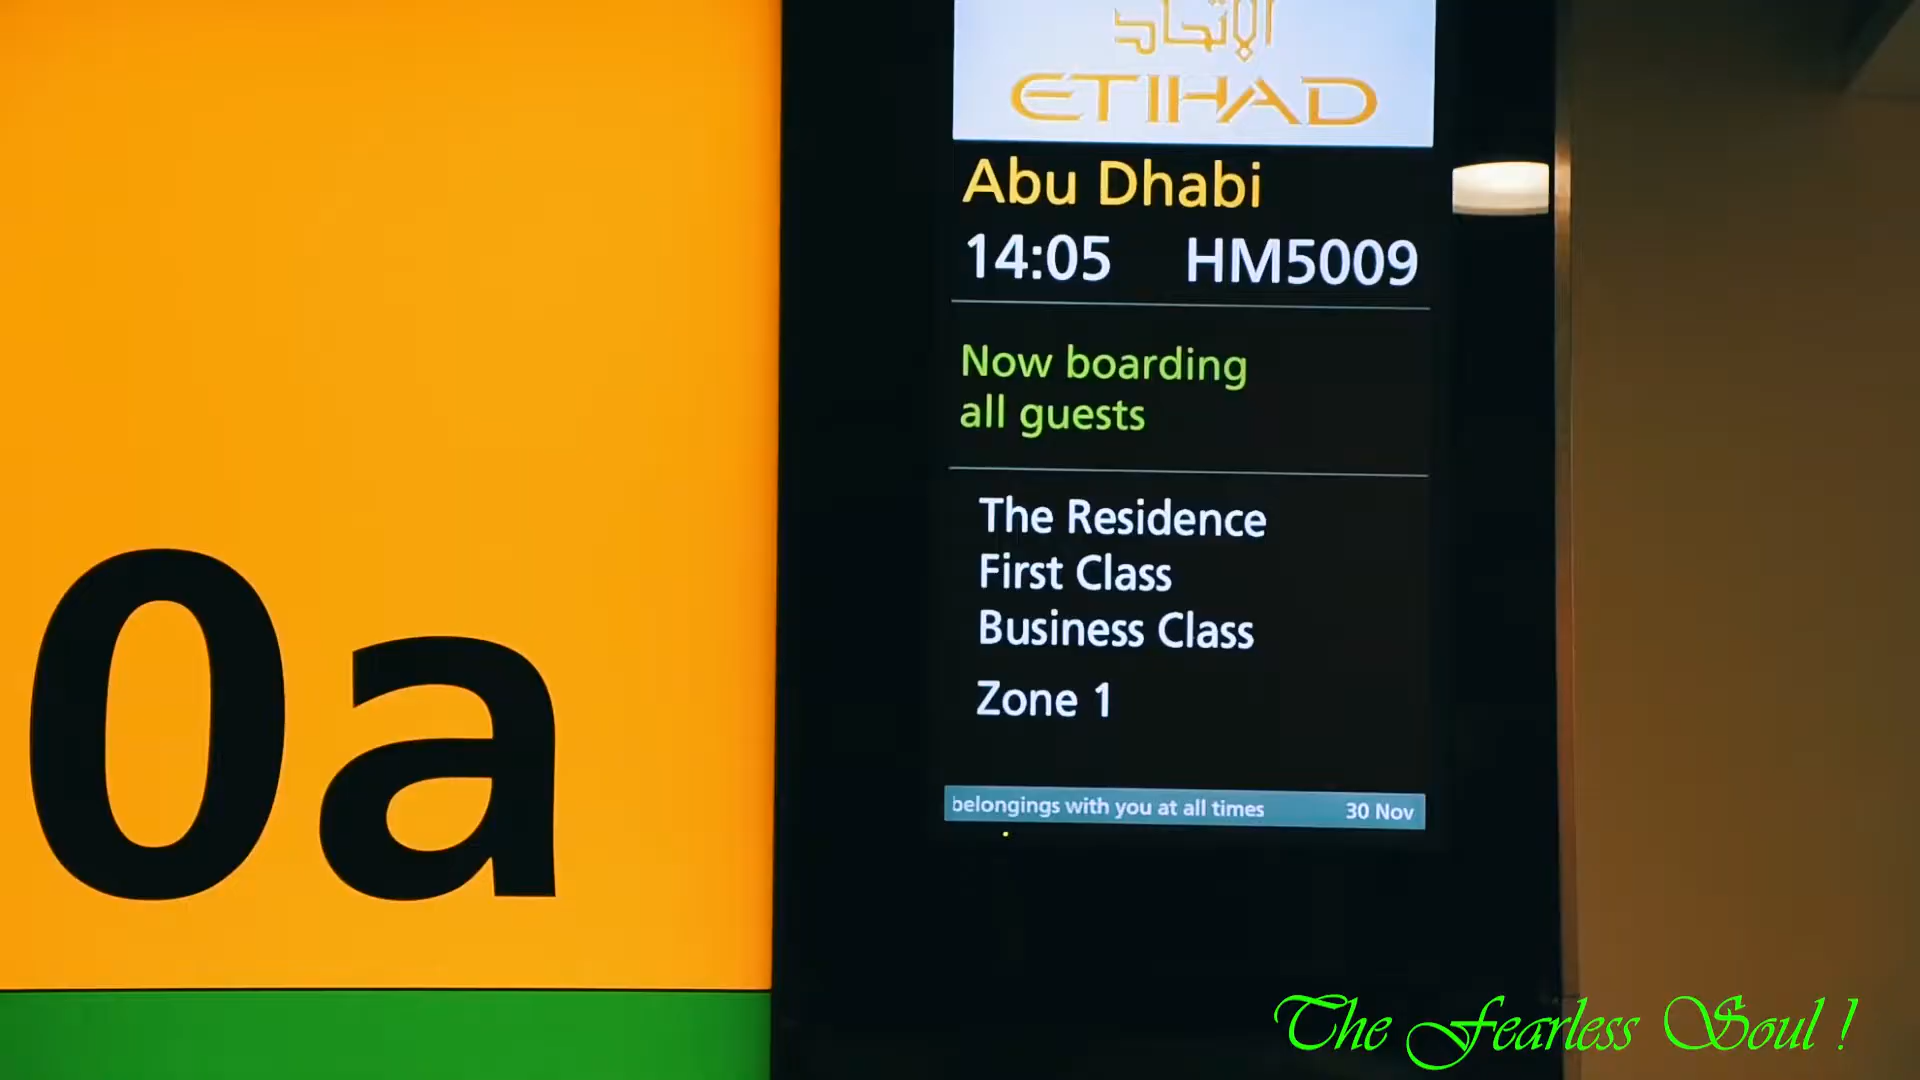 0a
الإتحاد
ETIHAD
Abu Dhabi
14:05 HM5009
Now boarding
all guests
The Residence
First Class
Business Class
Zone 1
belongings with you at all times 30 Nov
The Fearless Soul !